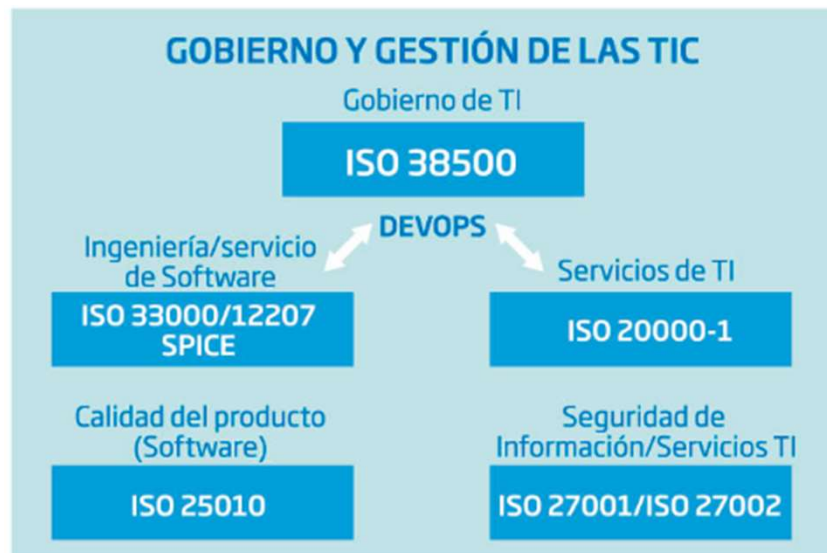 GOBIERNO Y GESTIÓN DE LAS TIC
Gobierno de TI
ISO 38500
DEVOPS
Ingeniería/servicio
de Software
ISO 33000/12207
SPICE
Servicios de TI
ISO 20000-1
Calidad del producto
(Software)
ISO 25010
Seguridad de
Información/Servicios TI
ISO 27001/ISO 27002